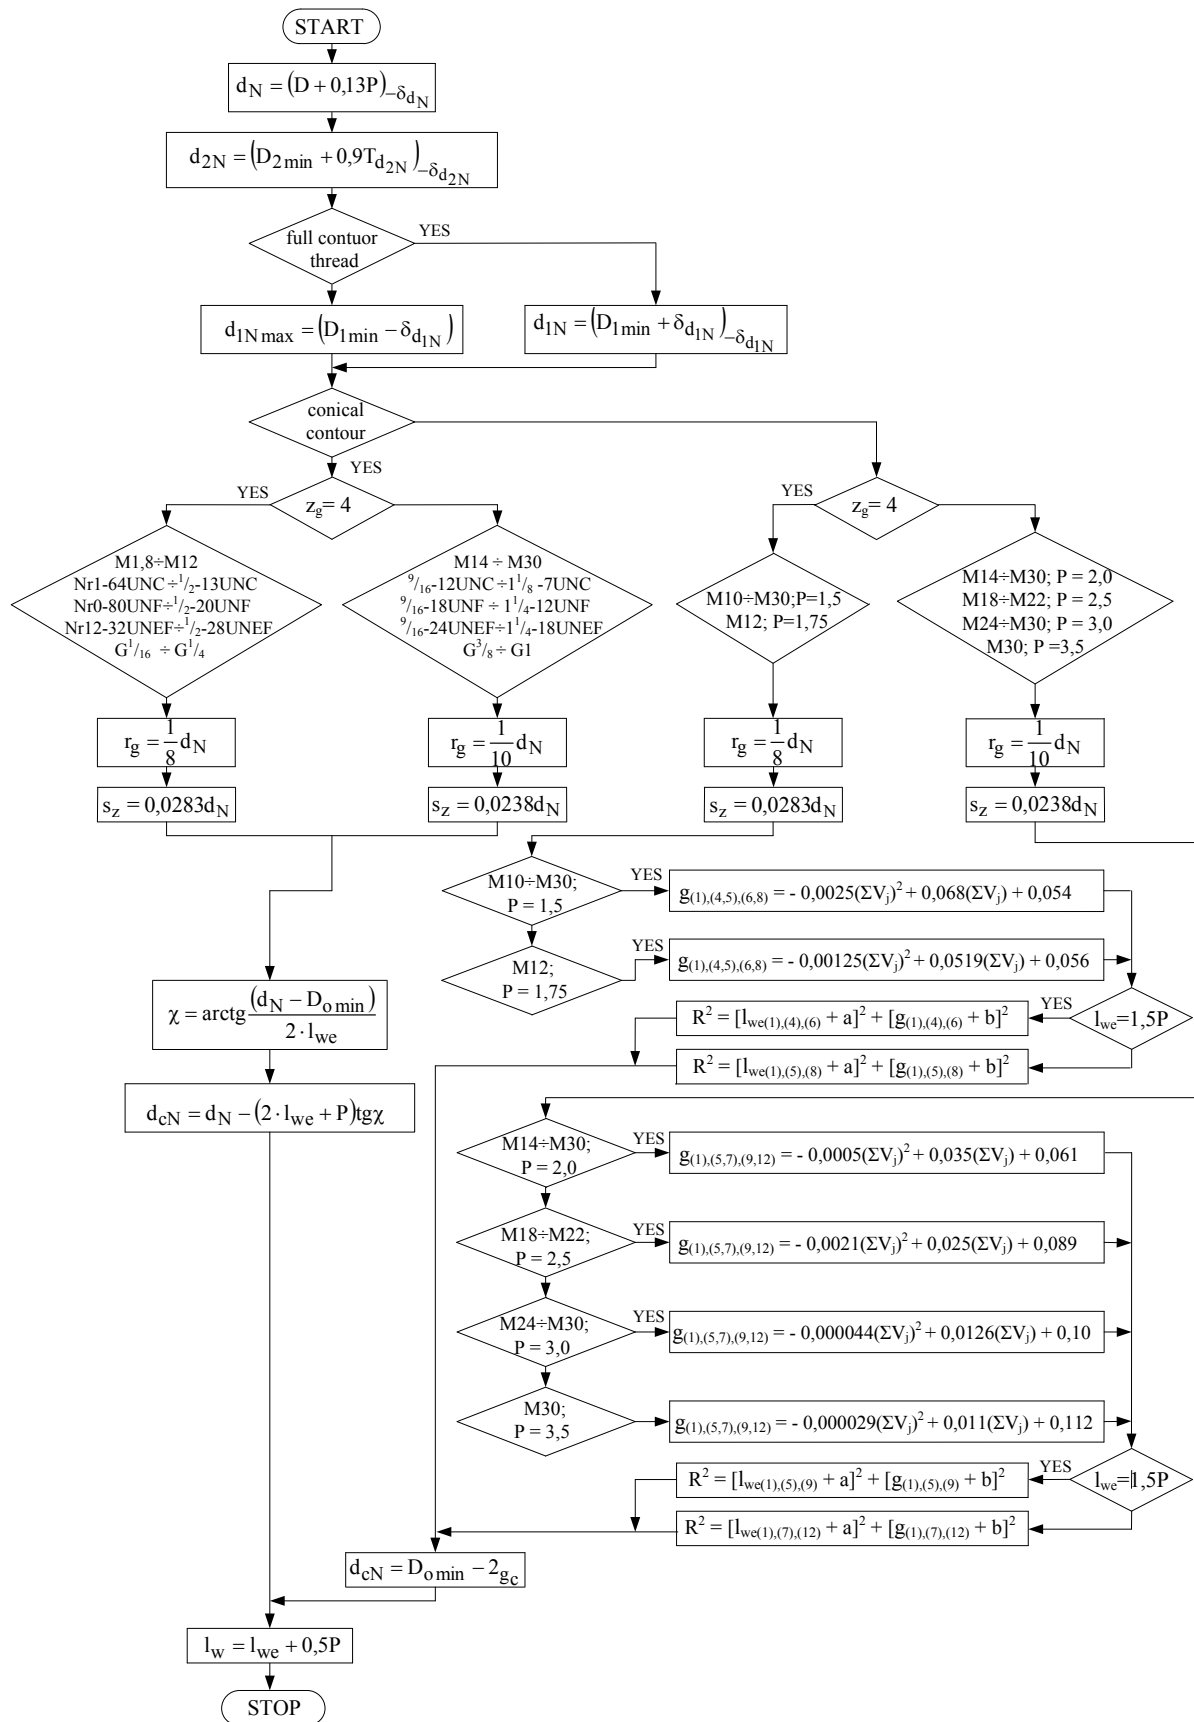 START
d_N = (D + 0,13P)_{−δ_{d_N}}
d_{2N} = (D_{2min} + 0,9T_{d_{2N}})_{−δ_{d_{2N}}}
full contuor
thread
YES
d_{1N max} = (D_{1min} − δ_{d_{1N}})
d_{1N} = (D_{1min} + δ_{d_{1N}})_{−δ_{d_{1N}}}
conical
contour
YES
YES
z_g= 4
YES
z_g= 4
M1,8÷M12
Nr1-64UNC÷1/2-13UNC
Nr0-80UNF÷1/2-20UNF
Nr12-32UNEF÷1/2-28UNEF
G1/16 ÷ G1/4
M14 ÷ M30
9/16-12UNC÷1 1/8 -7UNC
9/16-18UNF ÷ 1 1/4-12UNF
9/16-24UNEF÷1 1/4-18UNEF
G3/8 ÷ G1
M10÷M30;P=1,5
M12; P=1,75
M14÷M30; P = 2,0
M18÷M22; P = 2,5
M24÷M30; P = 3,0
M30; P =3,5
r_g = 1/8 d_N
r_g = 1/10 d_N
r_g = 1/8 d_N
r_g = 1/10 d_N
s_z = 0,0283d_N
s_z = 0,0238d_N
s_z = 0,0283d_N
s_z = 0,0238d_N
M10÷M30;
P = 1,5
YES
g_{(1),(4,5),(6,8)} = - 0,0025(ΣV_j)² + 0,068(ΣV_j) + 0,054
M12;
P = 1,75
YES
g_{(1),(4,5),(6,8)} = - 0,00125(ΣV_j)² + 0,0519(ΣV_j) + 0,056
χ = arctg (d_N − D_{o min}) / 2 · l_{we}
R² = [l_{we(1),(4),(6)} + a]² + [g_{(1),(4),(6)} + b]²
YES
l_{we}=1,5P
R² = [l_{we(1),(5),(8)} + a]² + [g_{(1),(5),(8)} + b]²
d_{cN} = d_N − (2 · l_{we} + P)tgχ
M14÷M30;
P = 2,0
YES
g_{(1),(5,7),(9,12)} = - 0,0005(ΣV_j)² + 0,035(ΣV_j) + 0,061
M18÷M22;
P = 2,5
YES
g_{(1),(5,7),(9,12)} = - 0,0021(ΣV_j)² + 0,025(ΣV_j) + 0,089
M24÷M30;
P = 3,0
YES
g_{(1),(5,7),(9,12)} = - 0,000044(ΣV_j)² + 0,0126(ΣV_j) + 0,10
M30;
P = 3,5
g_{(1),(5,7),(9,12)} = - 0,000029(ΣV_j)² + 0,011(ΣV_j) + 0,112
R² = [l_{we(1),(5),(9)} + a]² + [g_{(1),(5),(9)} + b]²
YES
l_{we}=1,5P
R² = [l_{we(1),(7),(12)} + a]² + [g_{(1),(7),(12)} + b]²
d_{cN} = D_{o min} − 2_{g_c}
l_w = l_{we} + 0,5P
STOP